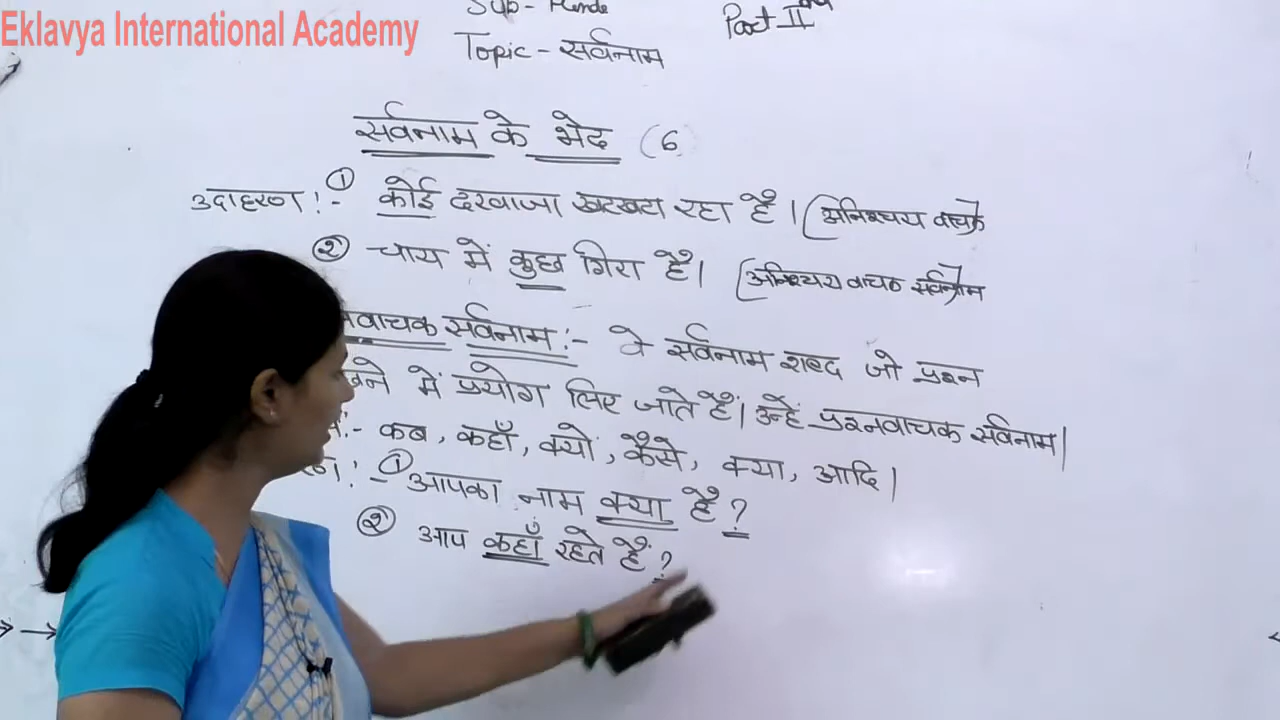 Eklavya International Academy
Sub - Part II
Topic - सर्वनाम
सर्वनाम के भेद (6
उदाहरण :- ① कोई दरवाजा खटखटा रहा है। (अनिश्चय वाचक
② चाय में कुछ गिरा है। (अनिश्चय वाचक सर्वनाम
वाचक सर्वनाम :- वे सर्वनाम शब्द जो प्रश्न
में प्रयोग लिए जाते हैं। उन्हें प्रश्नवाचक सर्वनाम।
:- कब, कहाँ, क्यों, कैसे, क्या, आदि।
:- ① आपका नाम क्या है ?
② आप कहाँ रहते हैं ?